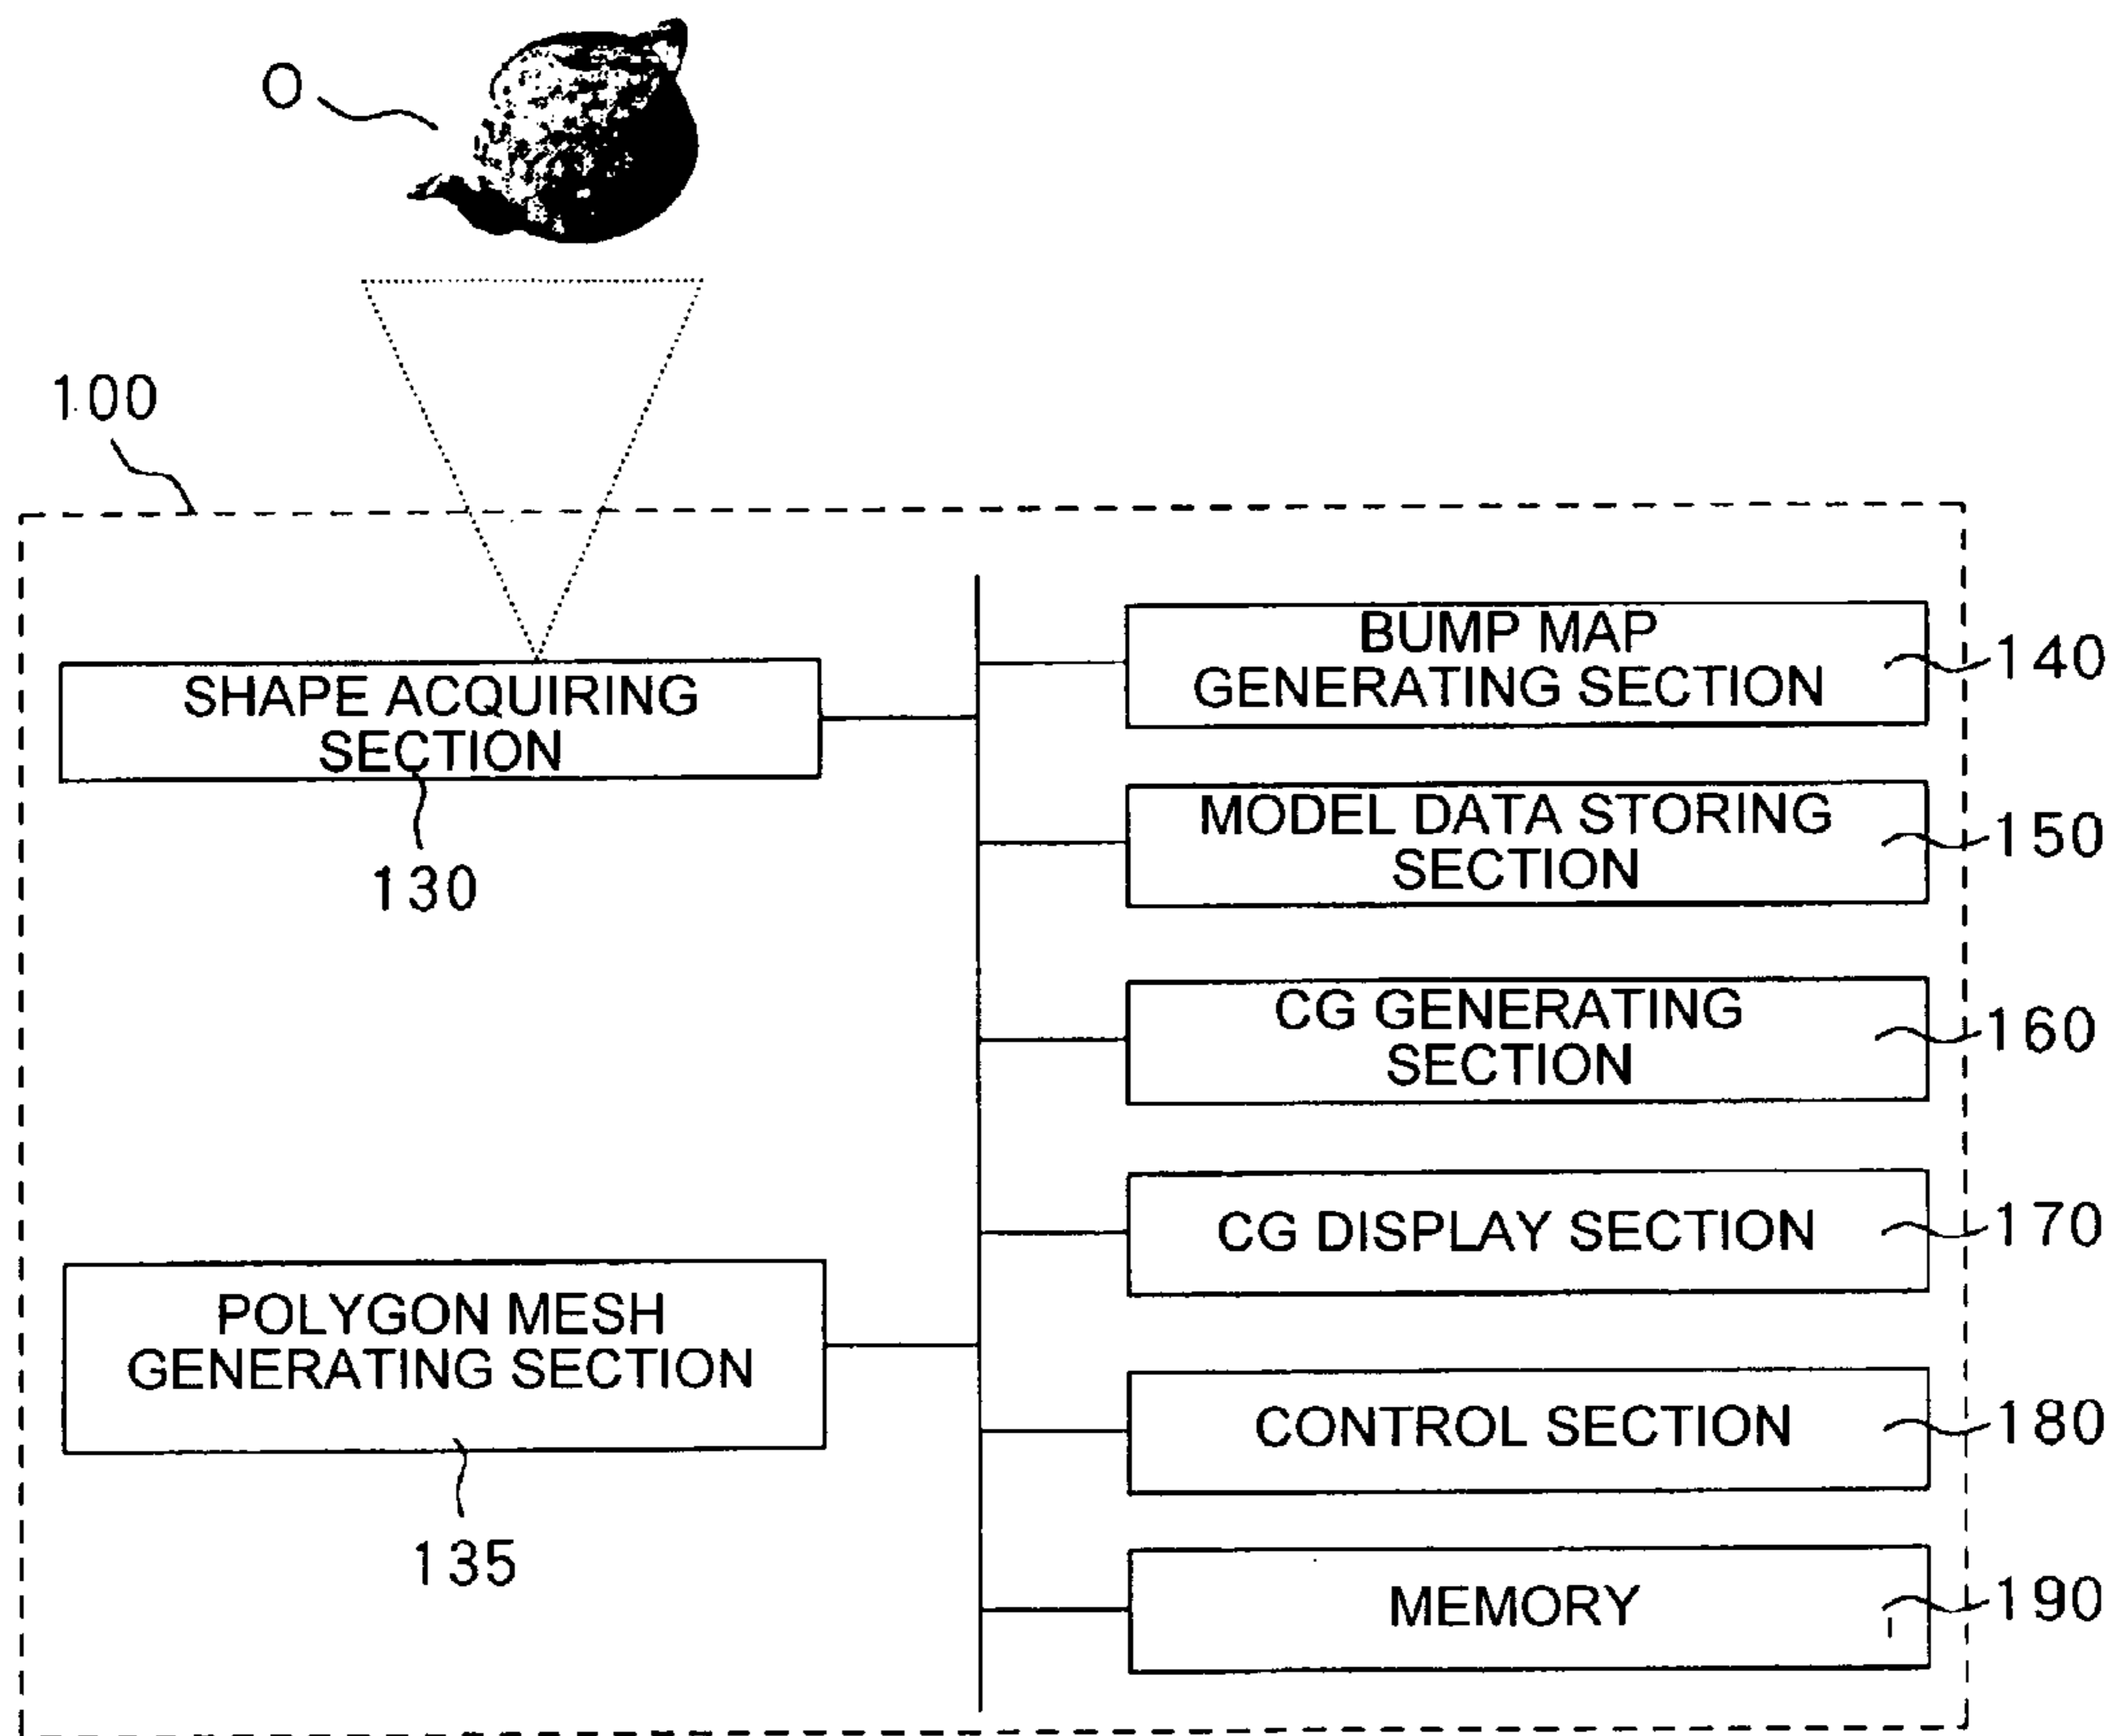 O
100
SHAPE ACQUIRING
SECTION
130
POLYGON MESH
GENERATING SECTION
135
BUMP MAP
GENERATING SECTION
140
MODEL DATA STORING
SECTION
150
CG GENERATING
SECTION
160
CG DISPLAY SECTION
170
CONTROL SECTION
180
MEMORY
190